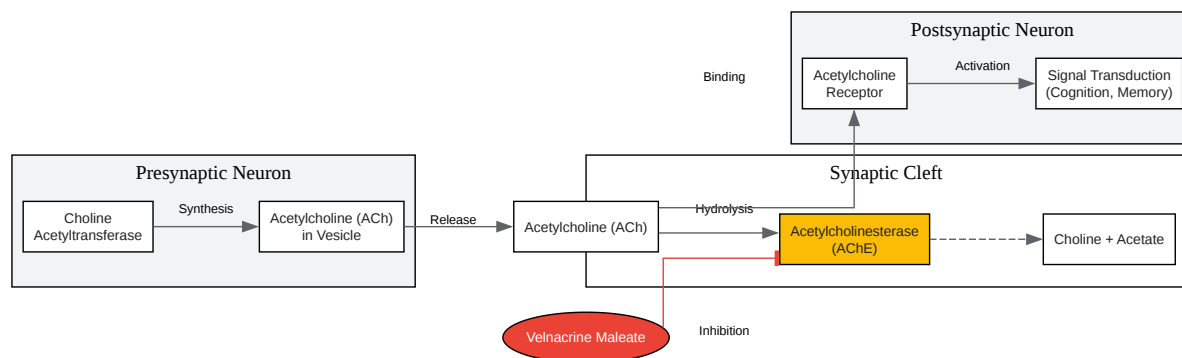 Postsynaptic Neuron
Binding
Acetylcholine
Receptor
Activation
Signal Transduction
(Cognition, Memory)
Presynaptic Neuron
Choline
Acetyltransferase
Synthesis
Acetylcholine (ACh)
in Vesicle
Release
Synaptic Cleft
Acetylcholine (ACh)
Hydrolysis
Acetylcholinesterase
(AChE)
Choline + Acetate
Velnacrine Maleate
Inhibition